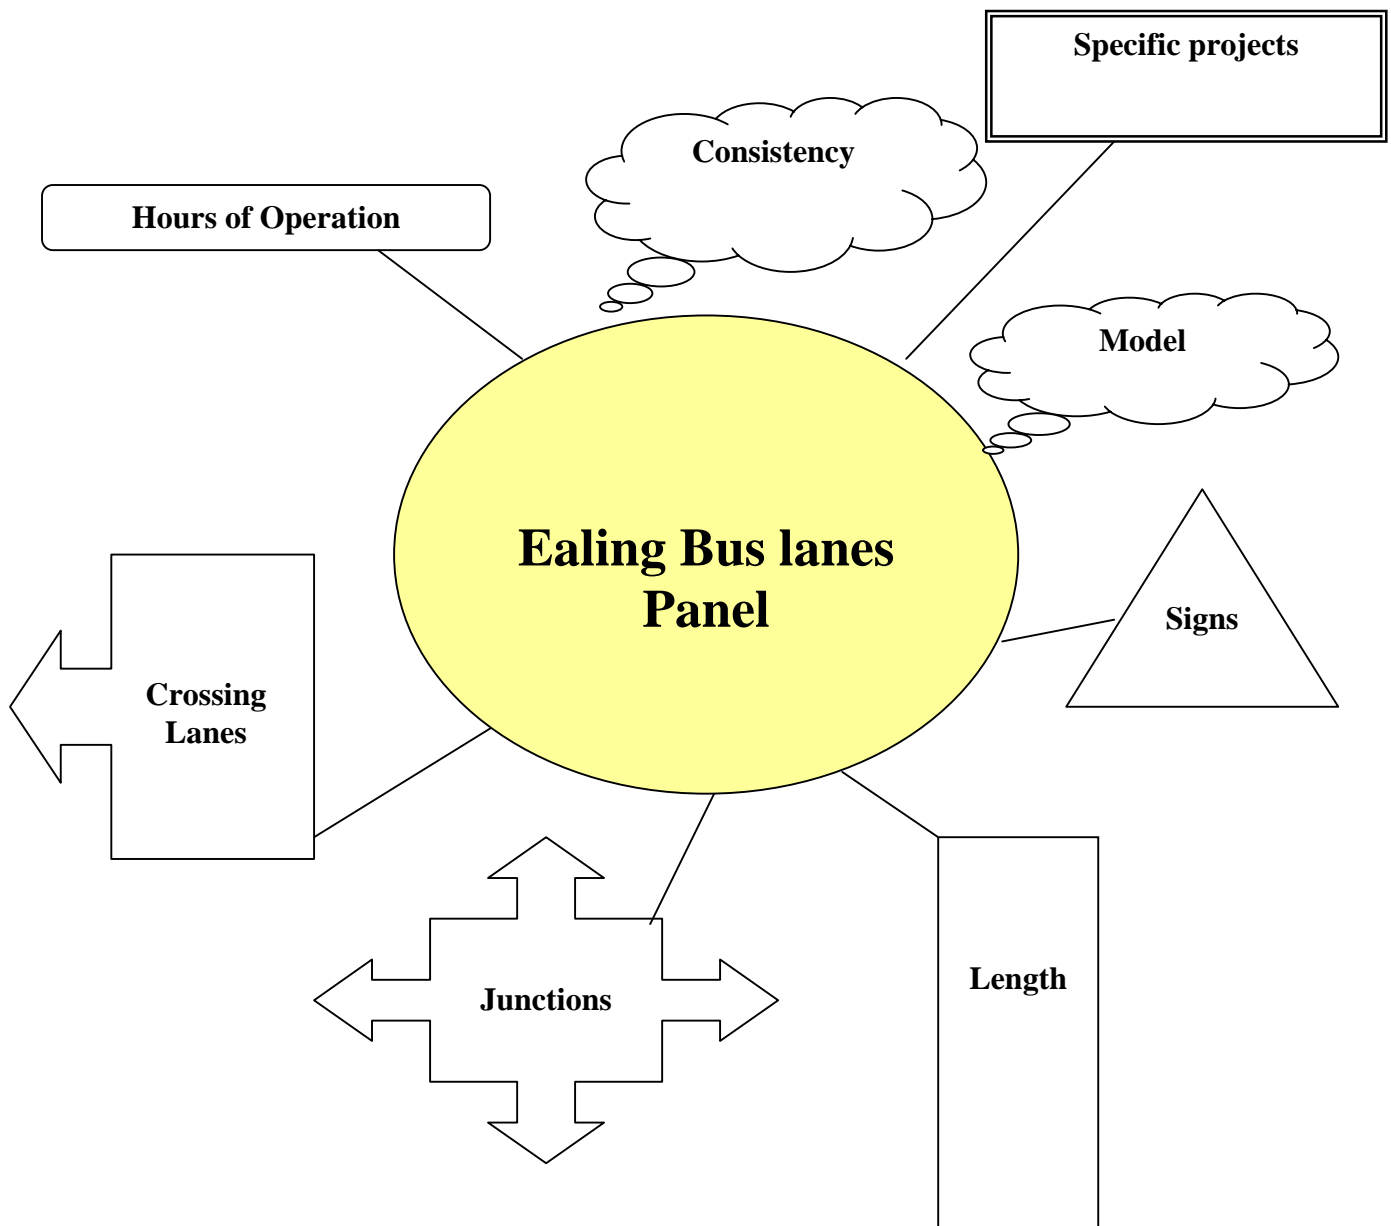 Specific projects
Consistency
Hours of Operation
Model
Ealing Bus lanes
Panel
Signs
Crossing
Lanes
Junctions
Length